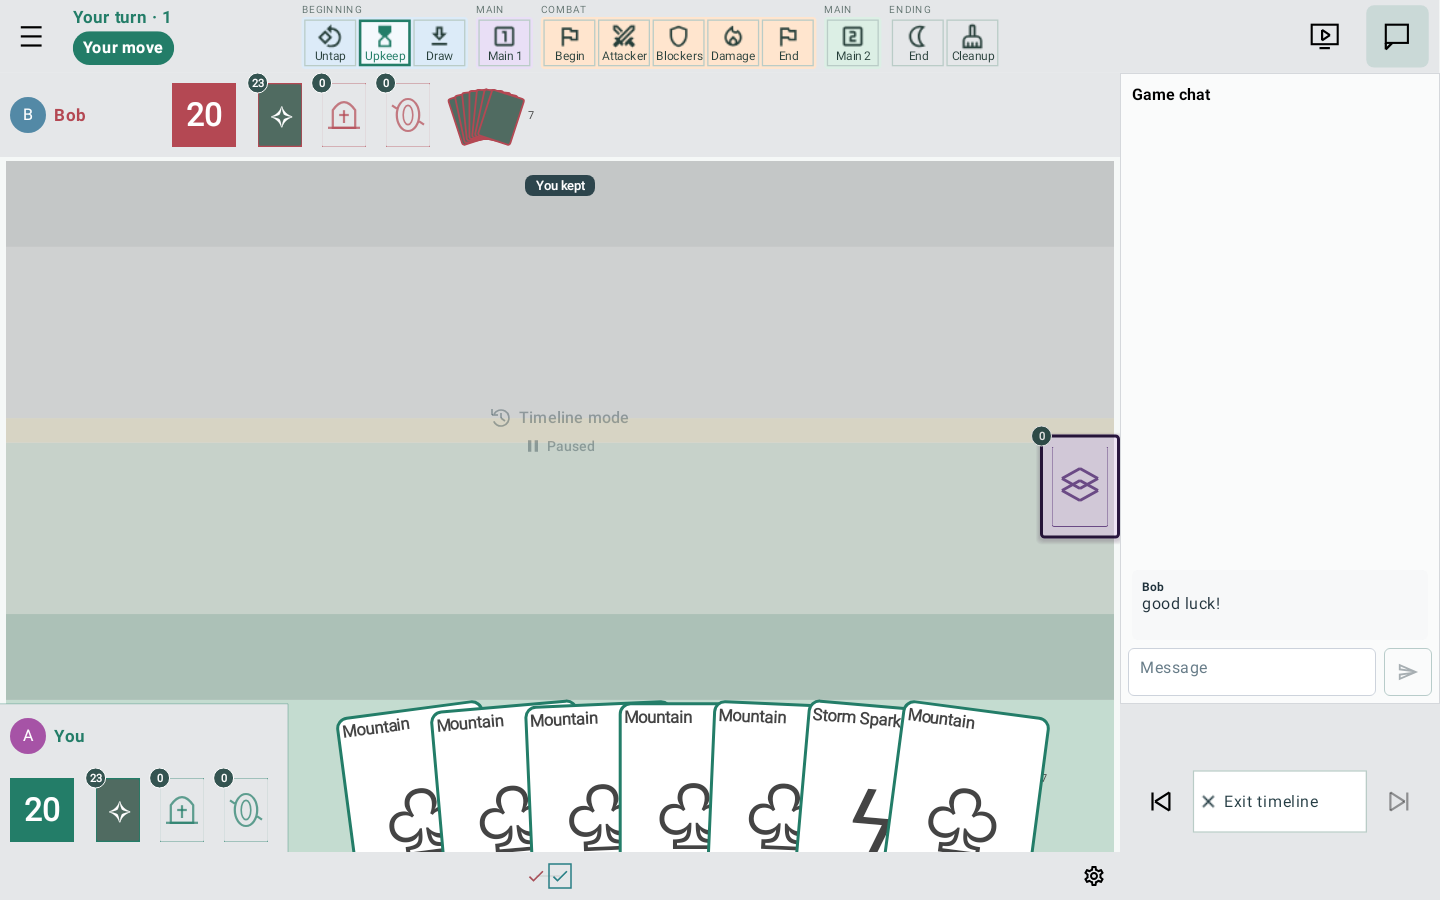 Your turn · 1
Your move
BEGINNING
Untap
Upkeep
Draw
MAIN
1
Main 1
COMBAT
Begin
Attacker
Blockers
Damage
End
MAIN
2
Main 2
ENDING
End
Cleanup
B
Bob
20
23
0
0
7
Game chat
You kept
Timeline mode
Paused
0
Bob
good luck!
Message
A
You
20
23
0
0
Mountain
Mountain
Mountain
Mountain
Mountain
Storm Spark
Mountain
7
Exit timeline